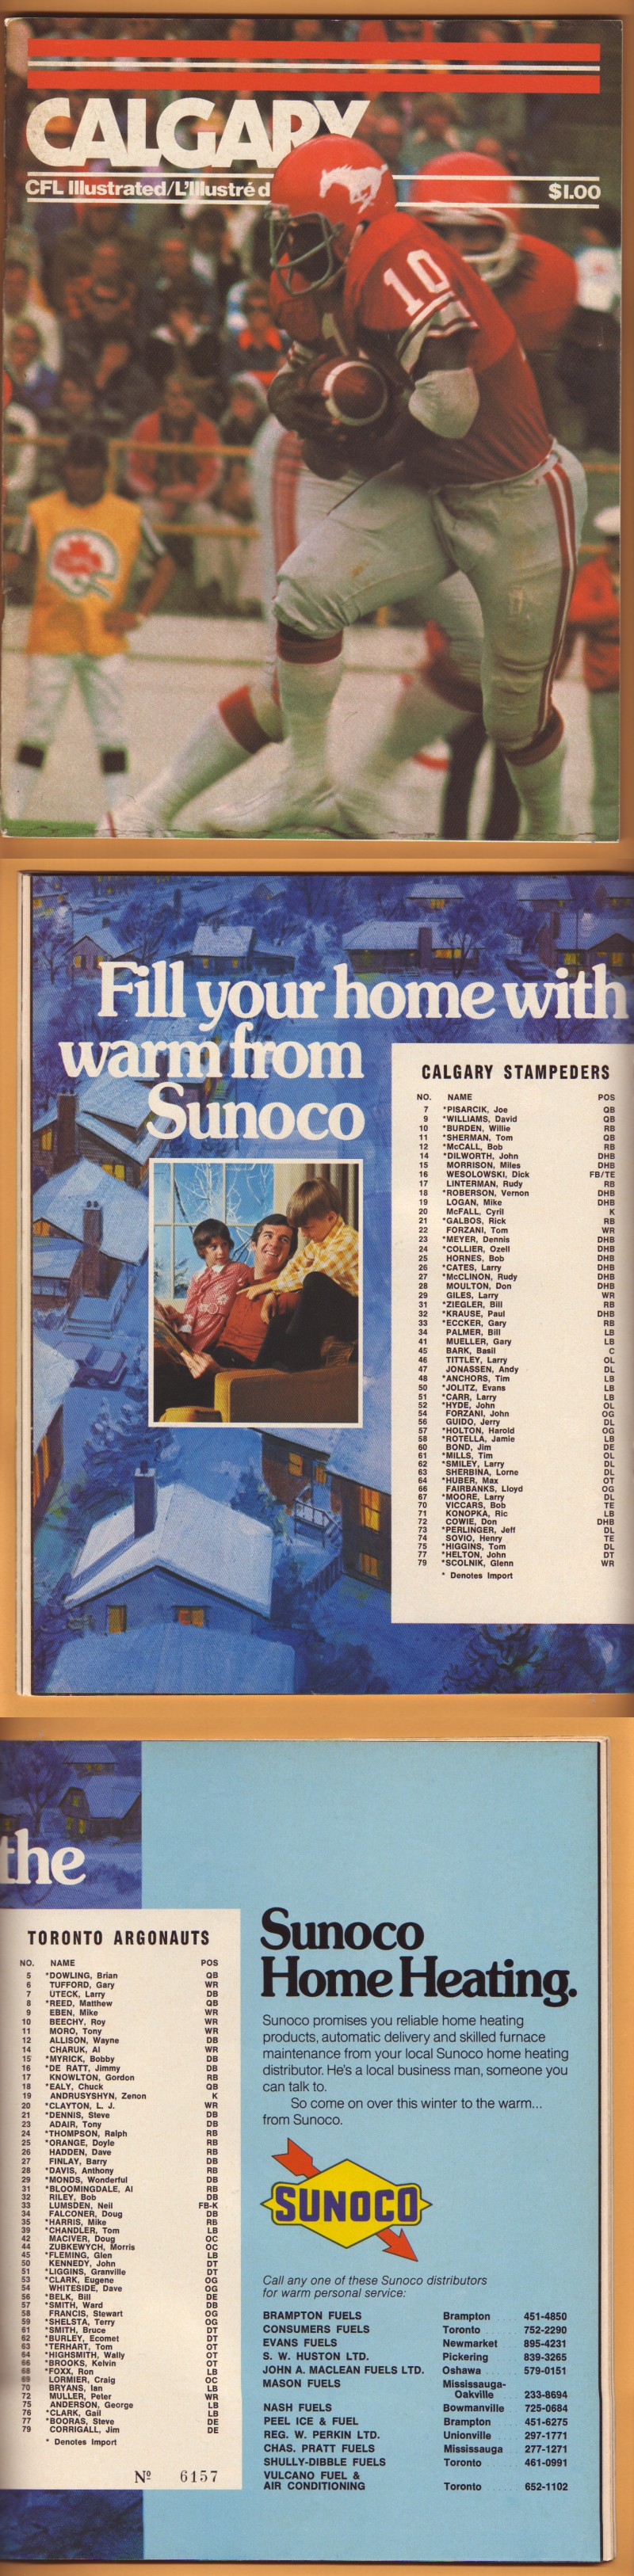 CALGARY
CFL Illustrated/L'Illustré d
$1.00
10
Fill your home with
warm from
Sunoco
CALGARY STAMPEDERS
NO. NAME POS
7 *PISARCIK, Joe QB
9 *WILLIAMS, David QB
10 *BURDEN, Willie RB
11 *SHERMAN, Tom QB
12 *McCALL, Bob RB
14 *DILWORTH, John DHB
15 MORRISON, Miles DHB
16 WESOLOWSKI, Dick FB/TE
17 LINTERMAN, Rudy RB
18 *ROBERSON, Vernon DHB
19 LOGAN, Mike DHB
20 McFALL, Cyril K
21 *GALBOS, Rick RB
22 FORZANI, Tom WR
23 *MEYER, Dennis DHB
24 *COLLIER, Ozell DHB
25 HORNES, Bob DHB
26 *CATES, Larry DHB
27 *McCLINON, Rudy DHB
28 MOULTON, Don DHB
29 GILES, Larry WR
31 *ZIEGLER, Bill RB
32 *KRAUSE, Paul DHB
33 *ECCKER, Gary RB
34 PALMER, Bill LB
41 MUELLER, Gary LB
45 BARK, Basil C
46 TITTLEY, Larry OL
47 JONASSEN, Andy DL
48 *ANCHORS, Tim LB
50 *JOLITZ, Evans LB
51 *CARR, Larry LB
52 *HYDE, John OL
54 FORZANI, John OG
56 GUIDO, Jerry DL
57 *HOLTON, Harold OG
58 *ROTELLA, Jamie LB
60 BOND, Jim DE
61 *MILLS, Tim OL
62 *SMILEY, Larry DL
63 SHERBINA, Lorne DL
64 *HUBER, Max OT
66 FAIRBANKS, Lloyd OG
67 *MOORE, Larry DL
70 VICCARS, Bob TE
71 KONOPKA, Ric LB
72 COWIE, Don DHB
73 *PERLINGER, Jeff DL
74 SOVIO, Henry TE
75 *HIGGINS, Tom DL
77 *HELTON, John DT
79 *SCOLNIK, Glenn WR
* Denotes Import
the
TORONTO ARGONAUTS
NO. NAME POS
5 *DOWLING, Brian QB
6 TUFFORD, Gary WR
7 UTECK, Larry DB
8 *REED, Matthew QB
9 EBEN, Mike WR
10 BEECHY, Roy WR
11 MORO, Tony WR
12 ALLISON, Wayne DB
14 CHARUK, Al WR
15 *MYRICK, Bobby DB
16 *DE RATT, Jimmy DB
17 KNOWLTON, Gordon RB
18 *EALY, Chuck QB
19 ANDRUSYSHYN, Zenon K
20 *CLAYTON, L. J. WR
21 *DENNIS, Steve DB
23 ADAIR, Tony DB
24 *THOMPSON, Ralph RB
25 *ORANGE, Doyle RB
26 HADDEN, Dave RB
27 FINLAY, Barry DB
28 *DAVIS, Anthony RB
29 *MONDS, Wonderful DB
31 *BLOOMINGDALE, Al RB
32 RILEY, Bob DB
33 LUMSDEN, Neil FB-K
34 FALCONER, Doug DB
35 *HARRIS, Mike RB
39 *CHANDLER, Tom LB
42 MACIVER, Doug OC
44 ZUBKEWYCH, Morris OC
45 *FLEMING, Glen LB
50 KENNEDY, John DT
51 *LIGGINS, Granville DT
53 *CLARK, Eugene OG
54 WHITESIDE, Dave OG
56 *BELK, Bill DE
57 *SMITH, Ward DB
58 FRANCIS, Stewart OG
59 *SHELSTA, Terry OG
61 *SMITH, Bruce DT
62 *BURLEY, Ecomet DT
63 *TERHART, Tom OT
64 *HIGHSMITH, Wally OT
66 *BROOKS, Kelvin OT
68 *FOXX, Ron LB
69 LORMIER, Craig OC
70 BRYANS, Ian LB
72 MULLER, Peter WR
75 ANDERSON, George LB
76 *CLARK, Gail LB
77 *BOORAS, Steve DE
79 CORRIGALL, Jim DE
* Denotes Import
Nº 6157
Sunoco
Home Heating.
Sunoco promises you reliable home heating
products, automatic delivery and skilled furnace
maintenance from your local Sunoco home heating
distributor. He's a local business man, someone you
can talk to.
So come on over this winter to the warm...
from Sunoco.
SUNOCO
Call any one of these Sunoco distributors
for warm personal service:
BRAMPTON FUELS Brampton 451-4850
CONSUMERS FUELS Toronto 752-2290
EVANS FUELS Newmarket 895-4231
S. W. HUSTON LTD. Pickering 839-3265
JOHN A. MACLEAN FUELS LTD. Oshawa 579-0151
MASON FUELS Mississauga-
Oakville 233-8694
NASH FUELS Bowmanville 725-0684
PEEL ICE & FUEL Brampton 451-6275
REG. W. PERKIN LTD. Unionville 297-1771
CHAS. PRATT FUELS Mississauga 277-1271
SHULLY-DIBBLE FUELS Toronto 461-0991
VULCANO FUEL &
AIR CONDITIONING Toronto 652-1102